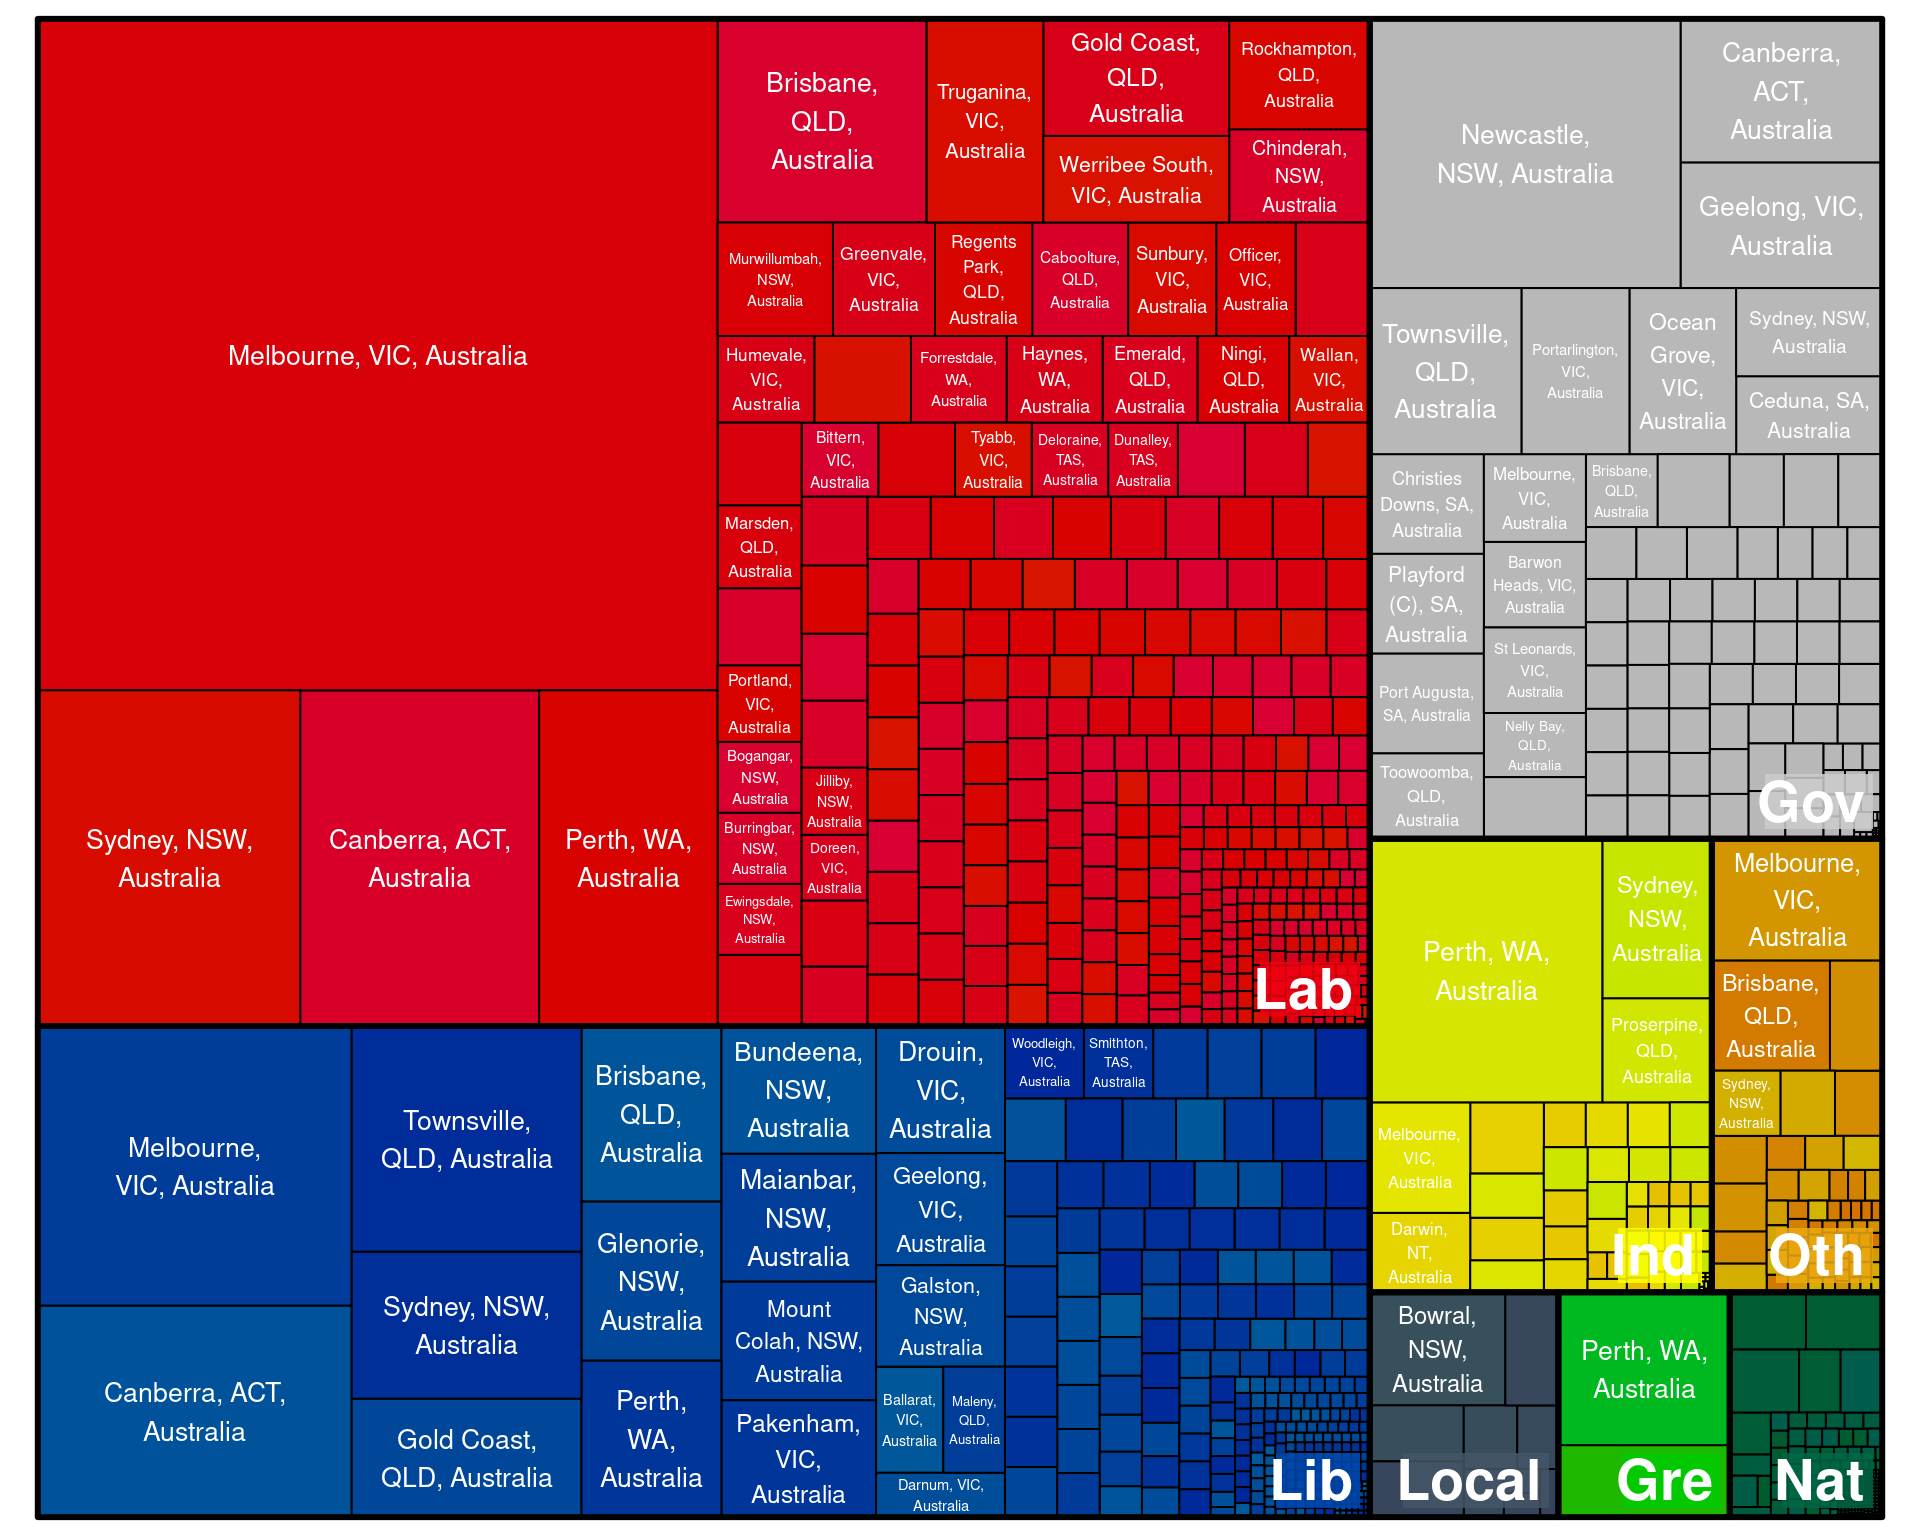 Melbourne, VIC, Australia
Sydney, NSW,
Australia
Canberra, ACT,
Australia
Perth, WA,
Australia
Brisbane,
QLD,
Australia
Truganina,
VIC,
Australia
Gold Coast,
QLD,
Australia
Werribee South,
VIC, Australia
Rockhampton,
QLD,
Australia
Chinderah,
NSW,
Australia
Murwillumbah,
NSW,
Australia
Greenvale,
VIC,
Australia
Regents
Park,
QLD,
Australia
Caboolture,
QLD,
Australia
Sunbury,
VIC,
Australia
Officer,
VIC,
Australia
Humevale,
VIC,
Australia
Forrestdale,
WA,
Australia
Haynes,
WA,
Australia
Emerald,
QLD,
Australia
Ningi,
QLD,
Australia
Wallan,
VIC,
Australia
Bittern,
VIC,
Australia
Tyabb,
VIC,
Australia
Deloraine,
TAS,
Australia
Dunalley,
TAS,
Australia
Marsden,
QLD,
Australia
Portland,
VIC,
Australia
Bogangar,
NSW,
Australia
Burringbar,
NSW,
Australia
Ewingsdale,
NSW,
Australia
Jilliby,
NSW,
Australia
Doreen,
VIC,
Australia
Lab
Newcastle,
NSW, Australia
Canberra,
ACT,
Australia
Geelong, VIC,
Australia
Townsville,
QLD,
Australia
Portarlington,
VIC,
Australia
Ocean
Grove,
VIC,
Australia
Sydney, NSW,
Australia
Ceduna, SA,
Australia
Christies
Downs, SA,
Australia
Playford
(C), SA,
Australia
Port Augusta,
SA, Australia
Toowoomba,
QLD,
Australia
Melbourne,
VIC,
Australia
Barwon
Heads, VIC,
Australia
St Leonards,
VIC,
Australia
Nelly Bay,
QLD,
Australia
Brisbane,
QLD,
Australia
Gov
Melbourne,
VIC, Australia
Canberra, ACT,
Australia
Townsville,
QLD, Australia
Sydney, NSW,
Australia
Gold Coast,
QLD, Australia
Brisbane,
QLD,
Australia
Glenorie,
NSW,
Australia
Perth,
WA,
Australia
Bundeena,
NSW,
Australia
Maianbar,
NSW,
Australia
Mount
Colah, NSW,
Australia
Pakenham,
VIC,
Australia
Drouin,
VIC,
Australia
Geelong,
VIC,
Australia
Galston,
NSW,
Australia
Ballarat,
VIC,
Australia
Maleny,
QLD,
Australia
Darnum, VIC,
Australia
Woodleigh,
VIC,
Australia
Smithton,
TAS,
Australia
Lib
Perth, WA,
Australia
Sydney,
NSW,
Australia
Proserpine,
QLD,
Australia
Melbourne,
VIC,
Australia
Darwin,
NT,
Australia
Ind
Melbourne,
VIC,
Australia
Brisbane,
QLD,
Australia
Sydney,
NSW,
Australia
Oth
Bowral,
NSW,
Australia
Local
Perth, WA,
Australia
Gre
Nat